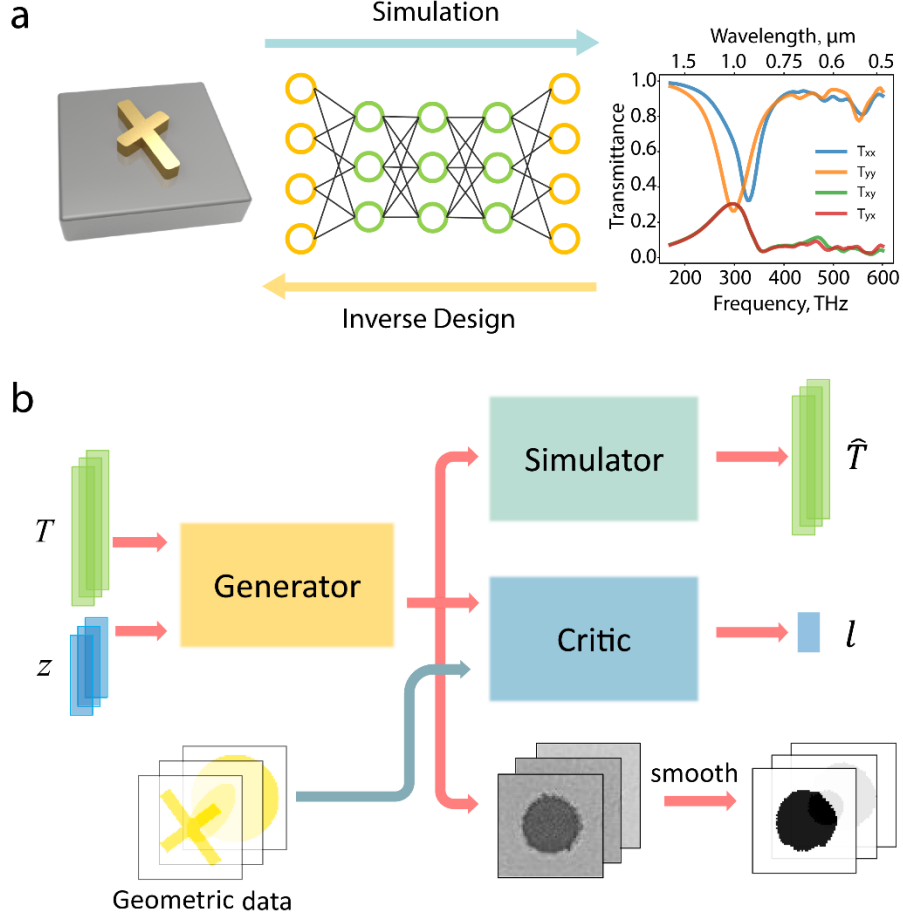 a
Simulation
Wavelength, μm
1.5 1.0 0.75 0.6 0.5
1.0
0.8
0.6
0.4
0.2
0.0
Transmittance
Txx
Tyy
Txy
Tyx
200 300 400 500 600
Frequency, THz
Inverse Design
b
T
z
Generator
Simulator
T̂
Critic
l
smooth
Geometric data